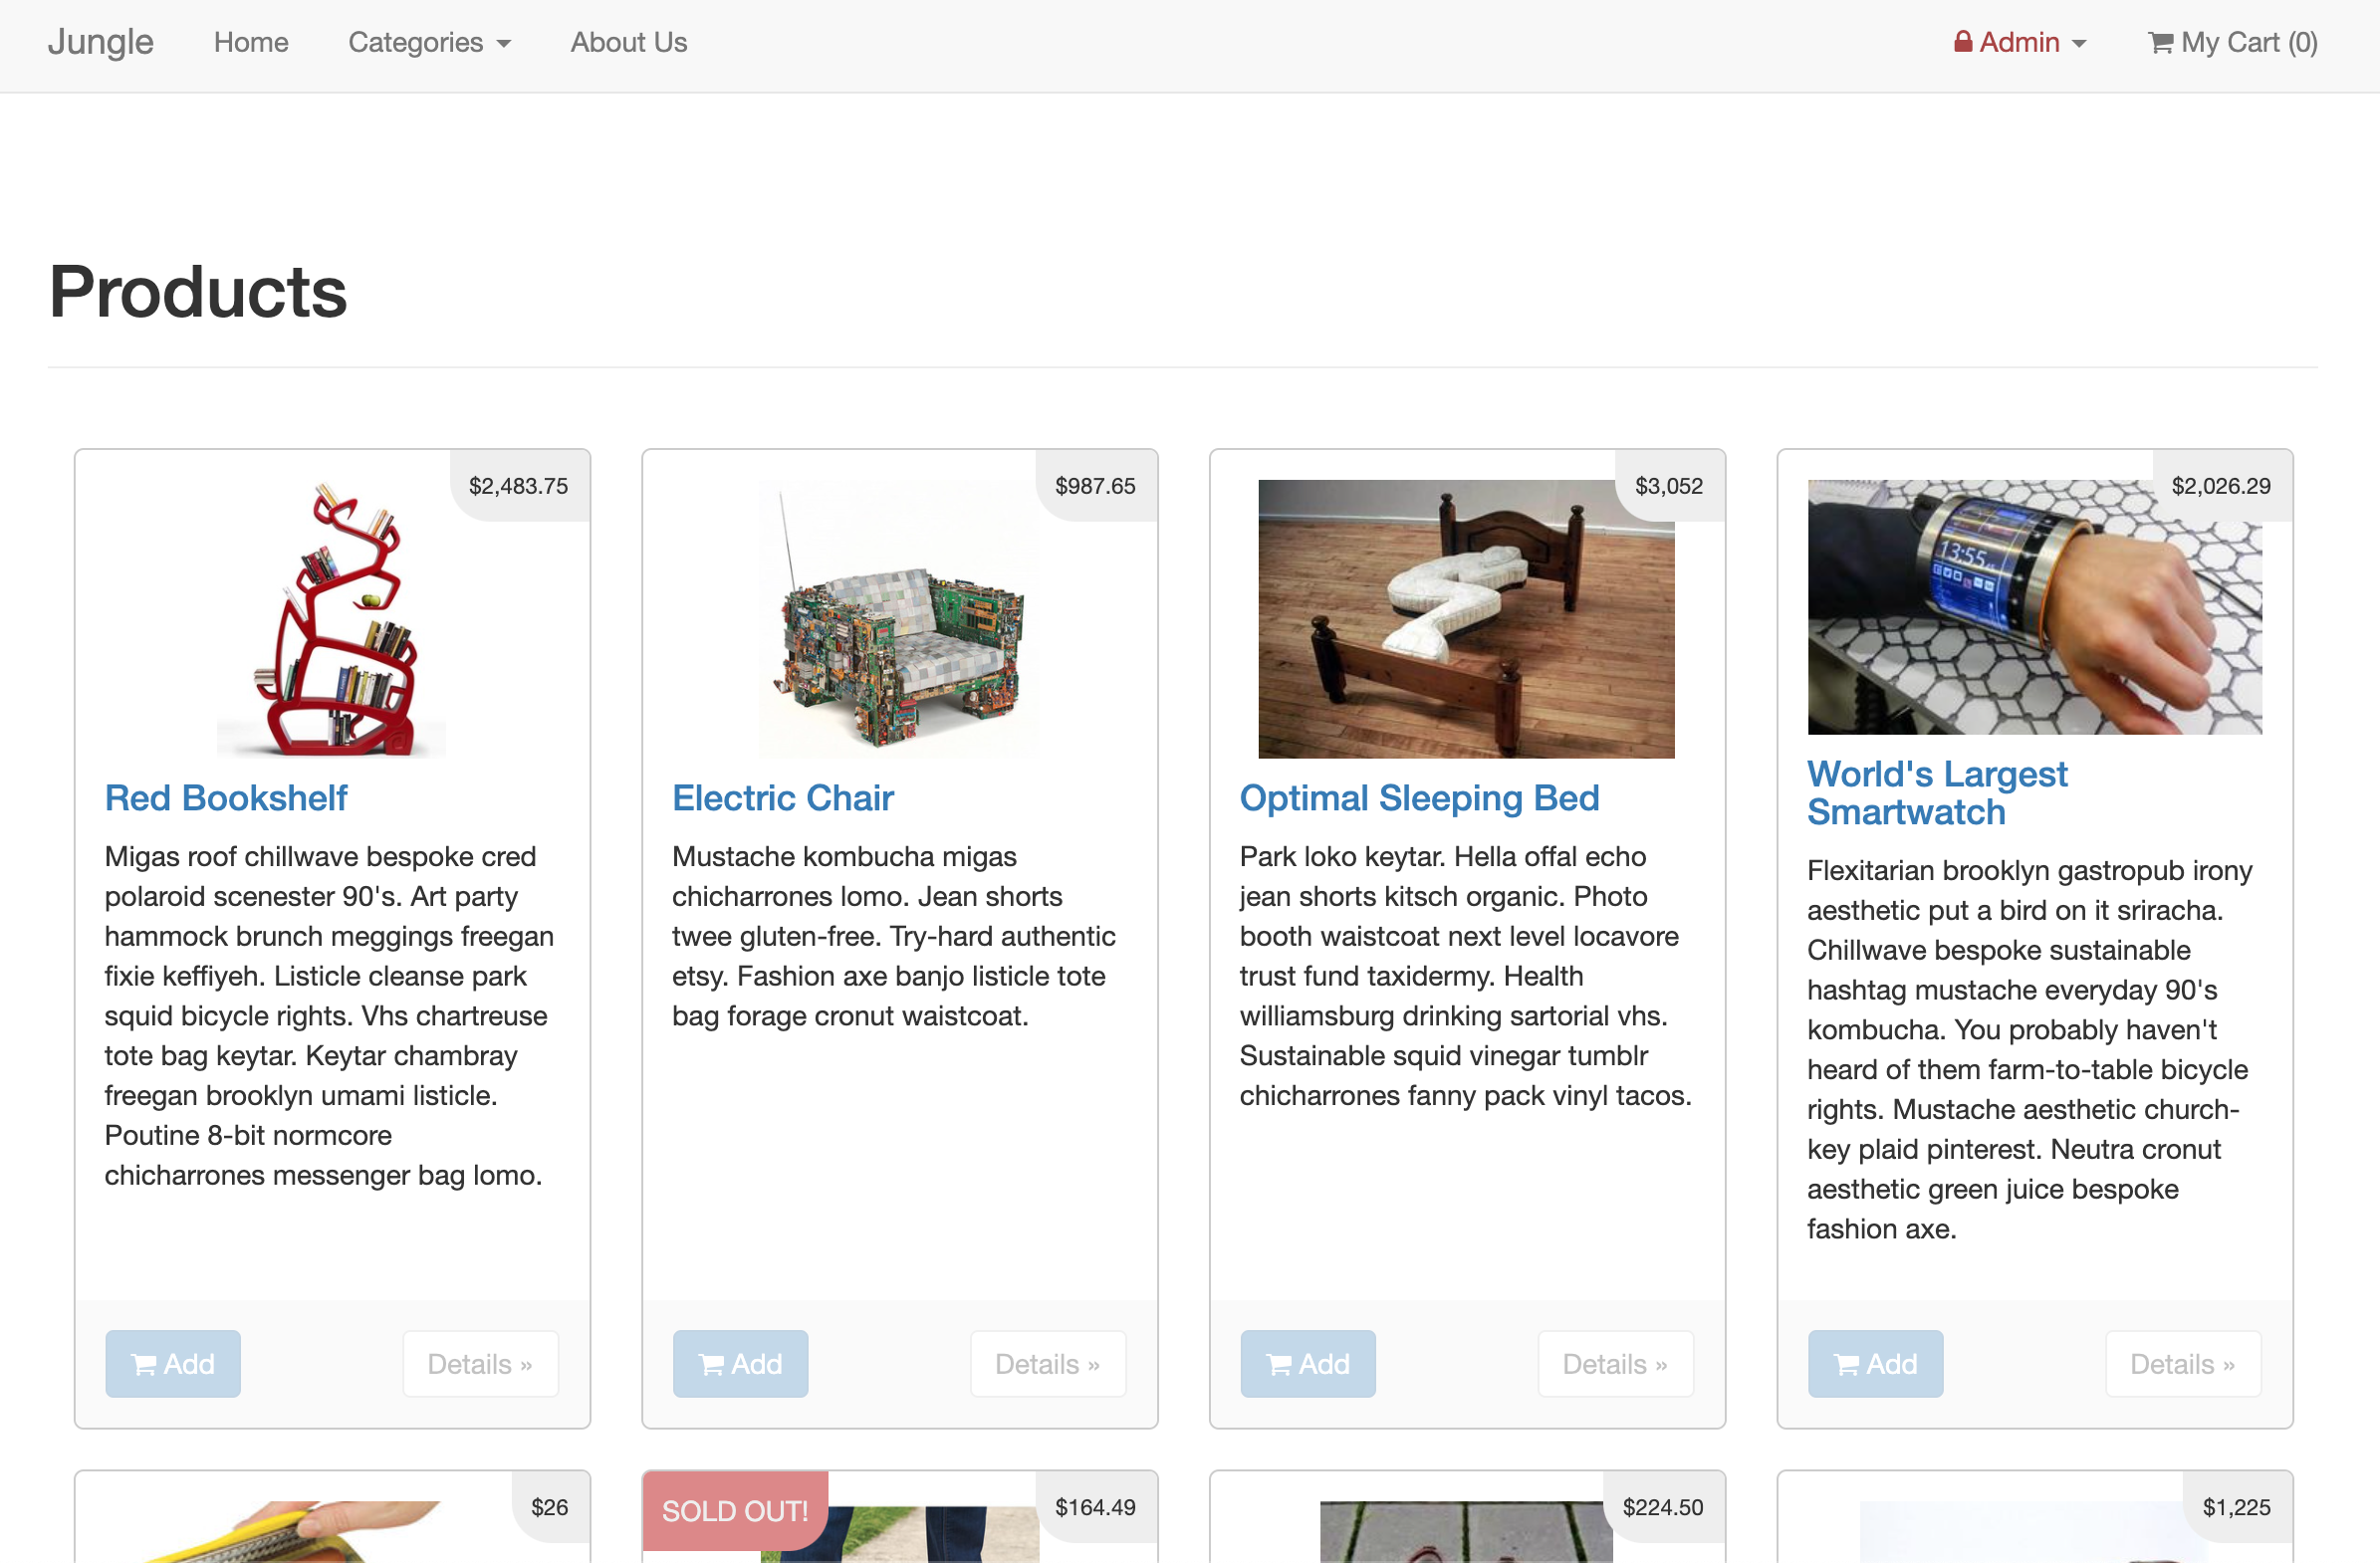 Jungle Home Categories About Us Admin My Cart (0)
Products
$2,483.75
Red Bookshelf
Migas roof chillwave bespoke cred
polaroid scenester 90's. Art party
hammock brunch meggings freegan
fixie keffiyeh. Listicle cleanse park
squid bicycle rights. Vhs chartreuse
tote bag keytar. Keytar chambray
freegan brooklyn umami listicle.
Poutine 8-bit normcore
chicharrones messenger bag lomo.
Add Details »
$987.65
Electric Chair
Mustache kombucha migas
chicharrones lomo. Jean shorts
twee gluten-free. Try-hard authentic
etsy. Fashion axe banjo listicle tote
bag forage cronut waistcoat.
Add Details »
$3,052
Optimal Sleeping Bed
Park loko keytar. Hella offal echo
jean shorts kitsch organic. Photo
booth waistcoat next level locavore
trust fund taxidermy. Health
williamsburg drinking sartorial vhs.
Sustainable squid vinegar tumblr
chicharrones fanny pack vinyl tacos.
Add Details »
$2,026.29
13:55
World's Largest
Smartwatch
Flexitarian brooklyn gastropub irony
aesthetic put a bird on it sriracha.
Chillwave bespoke sustainable
hashtag mustache everyday 90's
kombucha. You probably haven't
heard of them farm-to-table bicycle
rights. Mustache aesthetic church-
key plaid pinterest. Neutra cronut
aesthetic green juice bespoke
fashion axe.
Add Details »
$26
SOLD OUT! $164.49
$224.50
$1,225